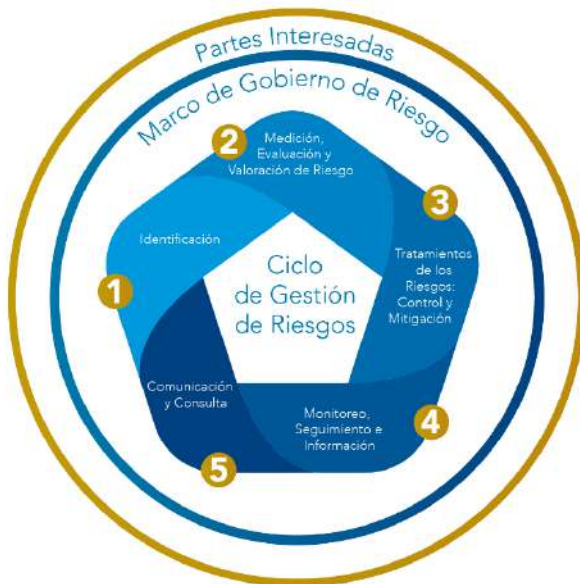 Partes Interesadas
Marco de Gobierno de Riesgo
2
Medición,
Evaluación y
Valoración de Riesgo
3
Identificación
Tratamientos
de los
Riesgos:
Control y
Mitigación
1
Ciclo
de Gestión
de Riesgos
Comunicación
y Consulta
Monitoreo,
Seguimiento e
Información
4
5